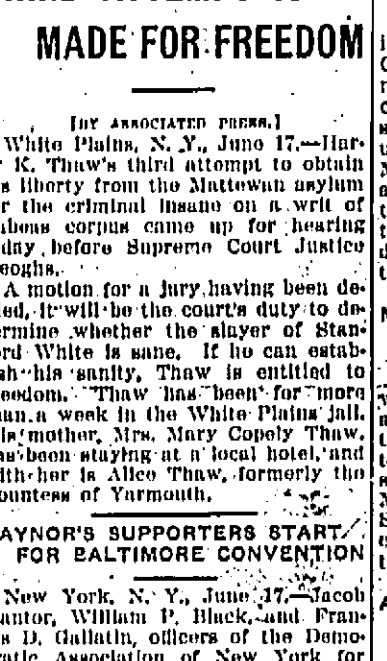 MADE FOR FREEDOM
[BY ASSOCIATED PRESS.]
White Plains, N. Y., June 17.—Har-
K. Thaw's third attempt to obtain
s liberty from the Mattewan asylum
r the criminal insane on a writ of
abeas corpus came up for hearing
day before Supreme Court Justice
eoghs.
A motion for a jury having been de-
ied, it will be the court's duty to de-
ermine whether the slayer of Stan-
ord White is sane. If he can estab-
sh his sanity, Thaw is entitled to
eedom. Thaw has been for more
an a week in the White Plains jail.
is mother, Mrs. Mary Copely Thaw,
as been staying at a local hotel, and
ith her is Alice Thaw, formerly the
ountess of Yarmouth.
AYNOR'S SUPPORTERS START
FOR BALTIMORE CONVENTION
New York, N. Y., June 17.—Jacob
antor, William P. Black, and Fran-
s D. Gallatin, officers of the Demo-
ratic Association of New York for